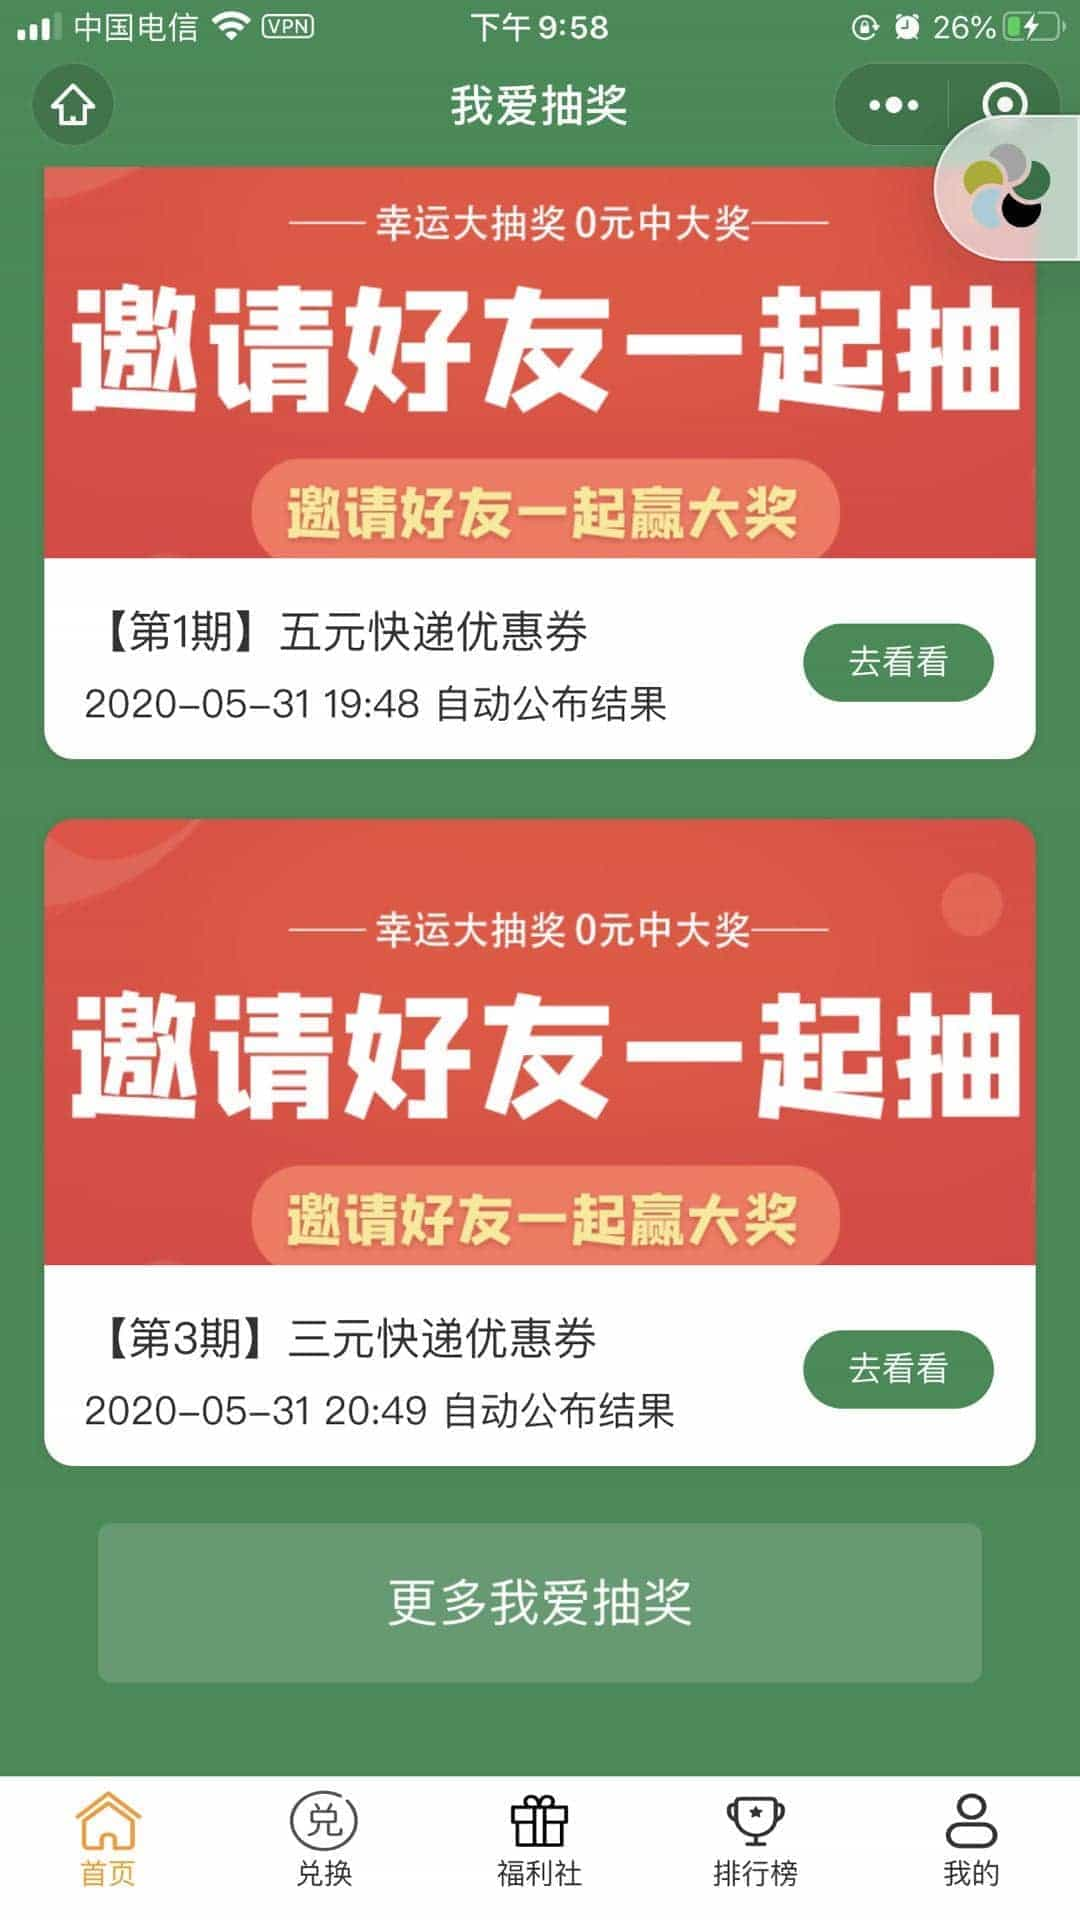 中国电信 VPN 下午9:58 26%
我爱抽奖
幸运大抽奖 0元中大奖
邀请好友一起抽
邀请好友一起赢大奖
【第1期】五元快递优惠券
去看看
2020-05-31 19:48 自动公布结果
幸运大抽奖 0元中大奖
邀请好友一起抽
邀请好友一起赢大奖
【第3期】三元快递优惠券
去看看
2020-05-31 20:49 自动公布结果
更多我爱抽奖
兑
首页 兑换 福利社 排行榜 我的